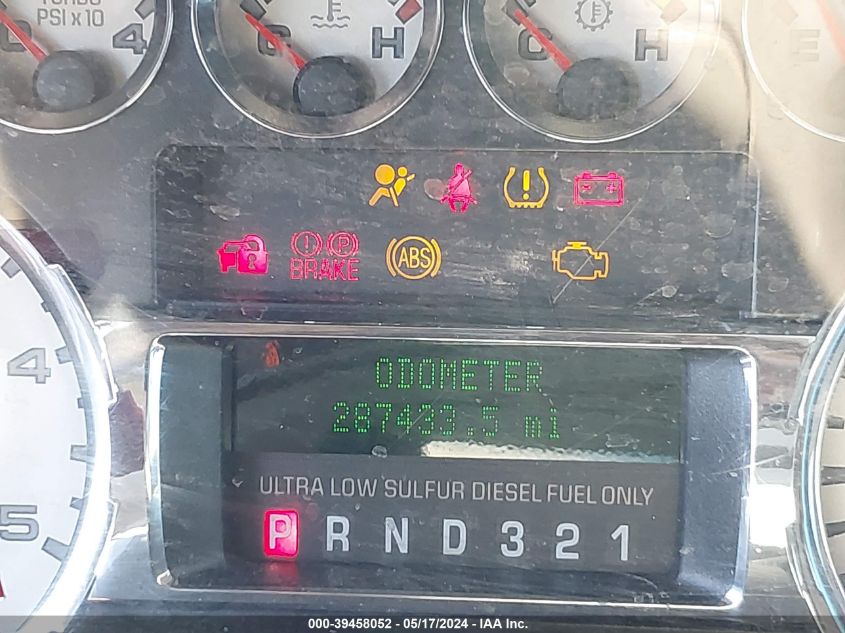 TURBO
PSI x 10
0 4
C H
C H
E
BRAKE
ABS
4
5
ODOMETER
287433.5 mi
ULTRA LOW SULFUR DIESEL FUEL ONLY
P R N D 3 2 1
000-39458052 - 05/17/2024 - IAA Inc.